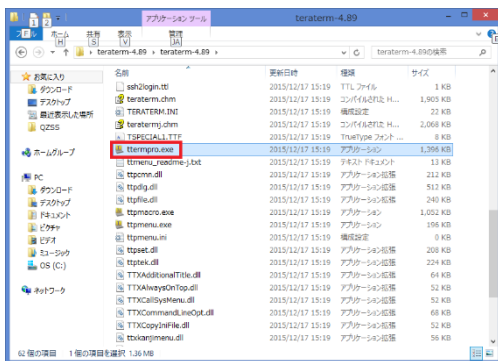 アプリケーション ツール
teraterm-4.89
ファイル
ホーム
共有
表示
管理
1
2
F
H
S
V
JA
E
teraterm-4.89 ▸ teraterm-4.89 ▸
teraterm-4.89の検索
名前 更新日時 種類 サイズ
お気に入り
ダウンロード
デスクトップ
最近表示した場所
QZSS
ホームグループ
PC
ダウンロード
デスクトップ
ドキュメント
ピクチャ
ビデオ
ミュージック
OS (C:)
ネットワーク
ssh2login.ttl 2015/12/17 15:19 TTL ファイル 1 KB
teraterm.chm 2015/12/17 15:19 コンパイルされた H... 1,905 KB
TERATERM.INI 2015/12/17 15:19 構成設定 22 KB
teratermj.chm 2015/12/17 15:19 コンパイルされた H... 2,068 KB
TSPECIAL1.TTF 2015/12/17 15:19 TrueType フォント ... 8 KB
ttermpro.exe 2015/12/17 15:19 アプリケーション 1,396 KB
ttmenu_readme-j.txt 2015/12/17 15:19 テキスト ドキュメント 13 KB
ttpcmn.dll 2015/12/17 15:19 アプリケーション拡張 212 KB
ttpdlg.dll 2015/12/17 15:19 アプリケーション拡張 512 KB
ttpfile.dll 2015/12/17 15:19 アプリケーション拡張 240 KB
ttpmacro.exe 2015/12/17 15:19 アプリケーション 1,052 KB
ttpmenu.exe 2015/12/17 15:19 アプリケーション 196 KB
ttpmenu.ini 2015/12/17 15:19 構成設定 0 KB
ttpset.dll 2015/12/17 15:19 アプリケーション拡張 208 KB
ttptek.dll 2015/12/17 15:19 アプリケーション拡張 224 KB
TTXAdditionalTitle.dll 2015/12/17 15:19 アプリケーション拡張 64 KB
TTXAlwaysOnTop.dll 2015/12/17 15:19 アプリケーション拡張 52 KB
TTXCallSysMenu.dll 2015/12/17 15:19 アプリケーション拡張 52 KB
TTXCommandLineOpt.dll 2015/12/17 15:19 アプリケーション拡張 68 KB
TTXCopyIniFile.dll 2015/12/17 15:19 アプリケーション拡張 52 KB
ttxkanjimenu.dll 2015/12/17 15:19 アプリケーション拡張 56 KB
62 個の項目 1 個の項目を選択 1.36 MB